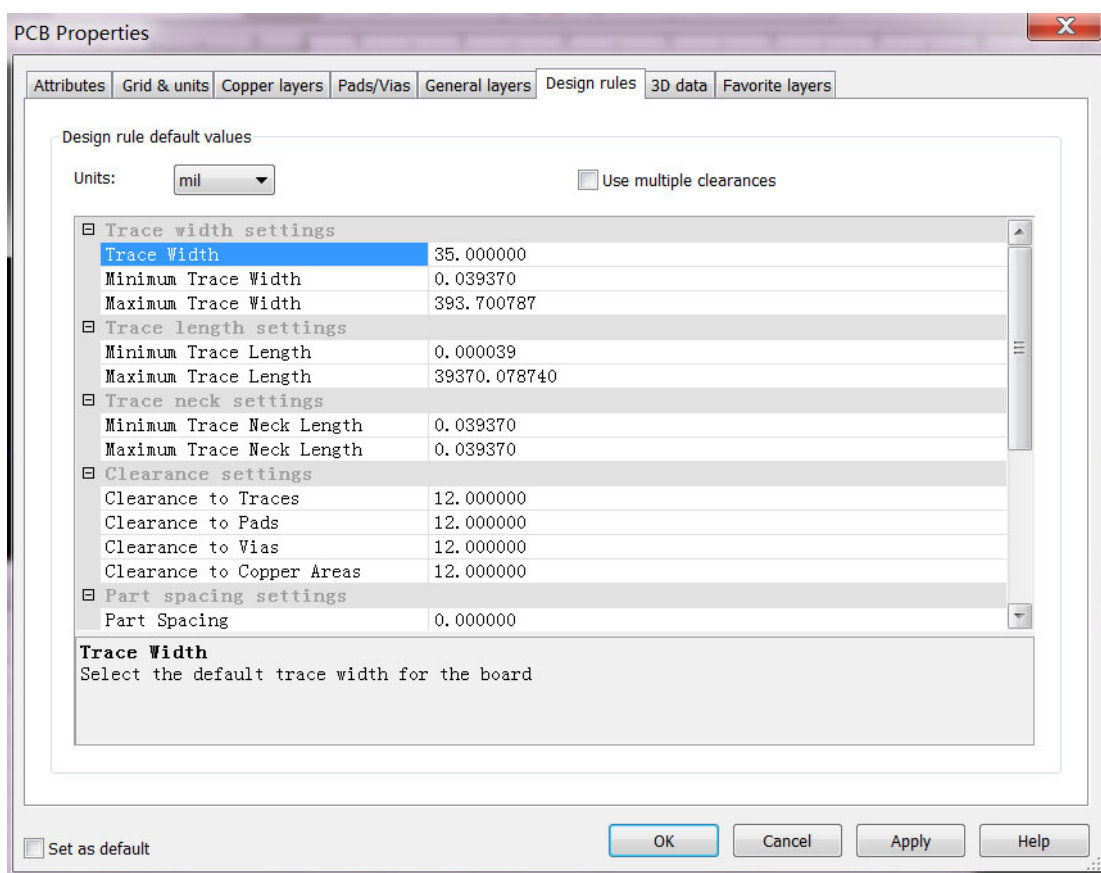 PCB Properties
X
Attributes Grid & units Copper layers Pads/Vias General layers Design rules 3D data Favorite layers
Design rule default values
Units: mil Use multiple clearances
Trace width settings
Trace Width 35.000000
Minimum Trace Width 0.039370
Maximum Trace Width 393.700787
Trace length settings
Minimum Trace Length 0.000039
Maximum Trace Length 39370.078740
Trace neck settings
Minimum Trace Neck Length 0.039370
Maximum Trace Neck Length 0.039370
Clearance settings
Clearance to Traces 12.000000
Clearance to Pads 12.000000
Clearance to Vias 12.000000
Clearance to Copper Areas 12.000000
Part spacing settings
Part Spacing 0.000000
Trace Width
Select the default trace width for the board
Set as default OK Cancel Apply Help